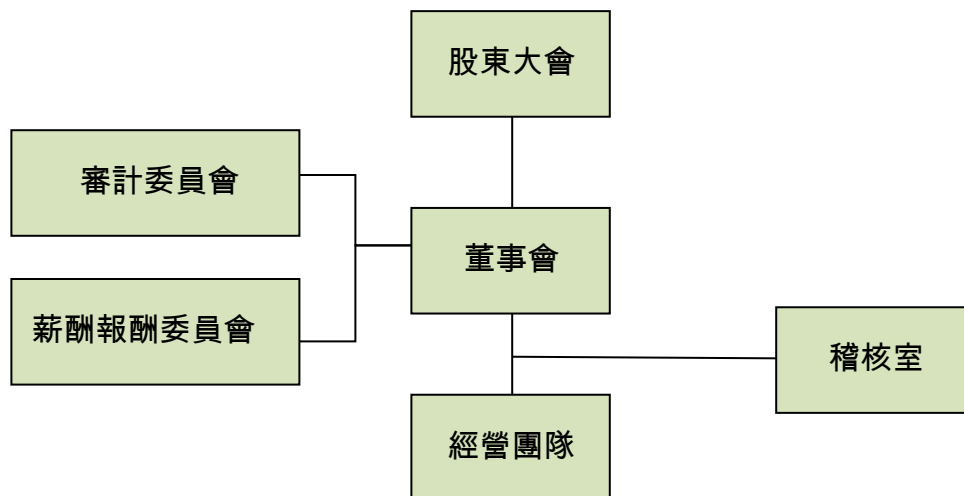 股東大會
審計委員會
董事會
薪酬報酬委員會
稽核室
經營團隊